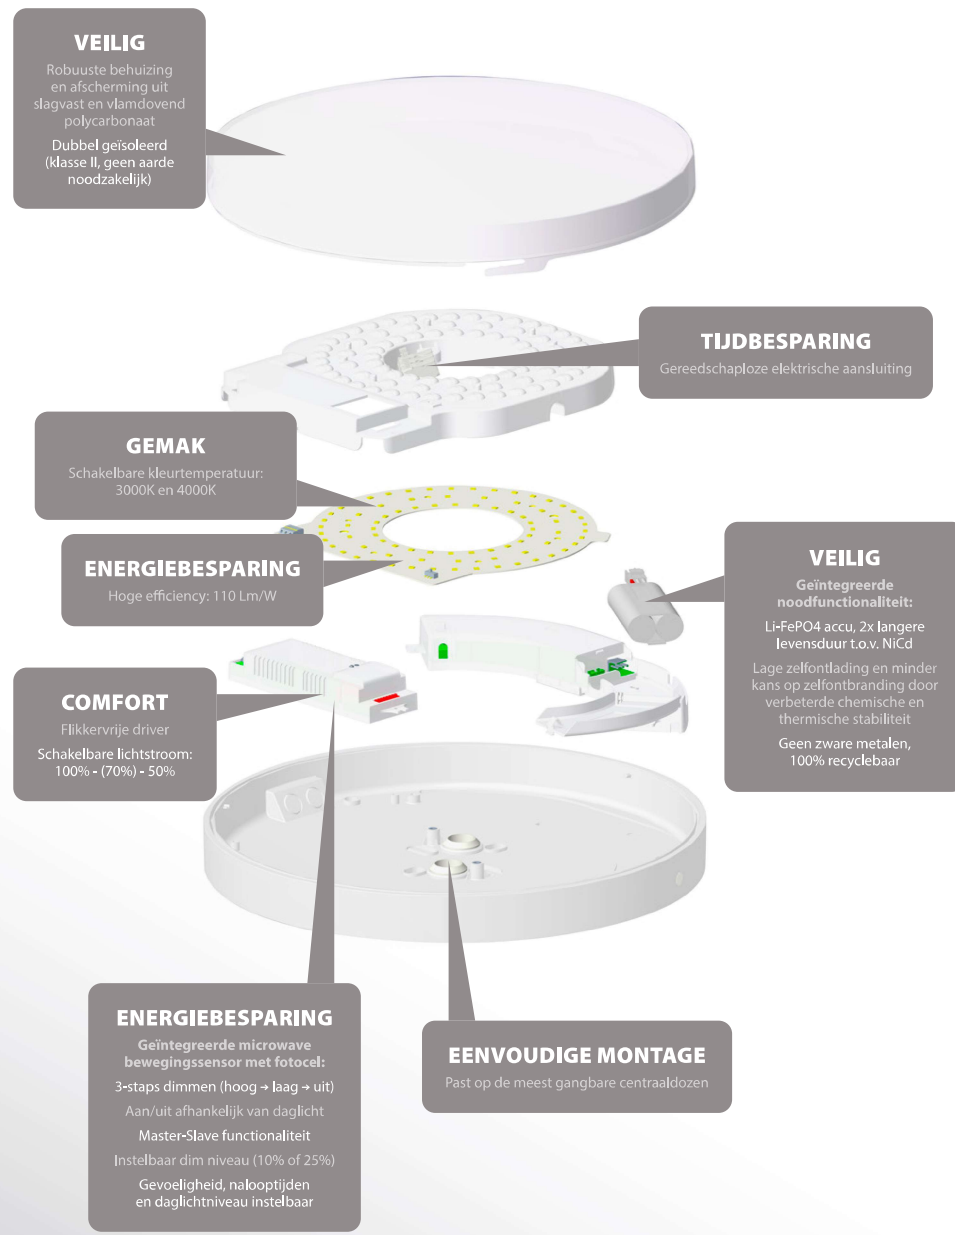 VEILIG
Robuuste behuizing
en afscherming uit
slagvast en vlamdovend
polycarbonaat
Dubbel geïsoleerd
(klasse II, geen aarde
noodzakelijk)
TIJDBESPARING
Gereedschaploze elektrische aansluiting
GEMAK
Schakelbare kleurtemperatuur:
3000K en 4000K
ENERGIEBESPARING
Hoge efficiency: 110 Lm/W
VEILIG
Geïntegreerde
noodfunctionaliteit:
Li-FePO4 accu, 2x langere
levensduur t.o.v. NiCd
Lage zelfontlading en minder
kans op zelfontbranding door
verbeterde chemische en
thermische stabiliteit
Geen zware metalen,
100% recyclebaar
COMFORT
Flikkervrije driver
Schakelbare lichtstroom:
100% - (70%) - 50%
ENERGIEBESPARING
Geïntegreerde microwave
bewegingssensor met fotocel:
3-staps dimmen (hoog → laag → uit)
Aan/uit afhankelijk van daglicht
Master-Slave functionaliteit
Instelbaar dim niveau (10% of 25%)
Gevoeligheid, nalooptijden
en daglichtniveau instelbaar
EENVOUDIGE MONTAGE
Past op de meest gangbare centraaldozen